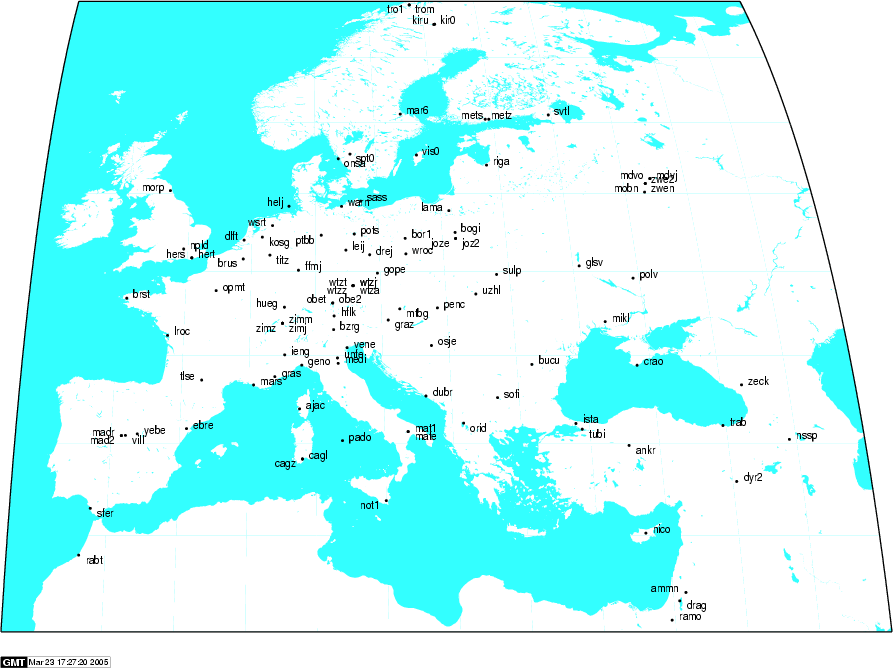 tro1 trom
kiru kir0
mar6
mets metz
svtl
spt0
onsa
vis0
riga
mdvo mdvj
zwe2
mobn zwen
morp
helj
warn sass
lama
wsrt
dlft
kosg
ptbb
pots
bor1
bogi
joze joz2
npld
hers hert
brus
titz
leij
drej
wroc
glsv
ffmj
gope
sulp
polv
brst
opmt
wtzt wtzj
wtzz wtza
uzhl
hueg
obet obe2
penc
zimm
zimz zimj
hflk
mtbg
graz
mikl
lroc
bzrg
osje
ieng
vene
unfe
medi
geno
bucu
crao
tlse
mars
gras
zeck
dubr
sofi
ajac
ebre
madr
mad2
yebe
vill
pado
mat1
mate
orid
ista
tubi
trab
nssp
ankr
cagz cagl
dyr2
not1
sfer
nico
rabt
ammn
drag
ramo
GMT Mar 23 17:27:20 2005